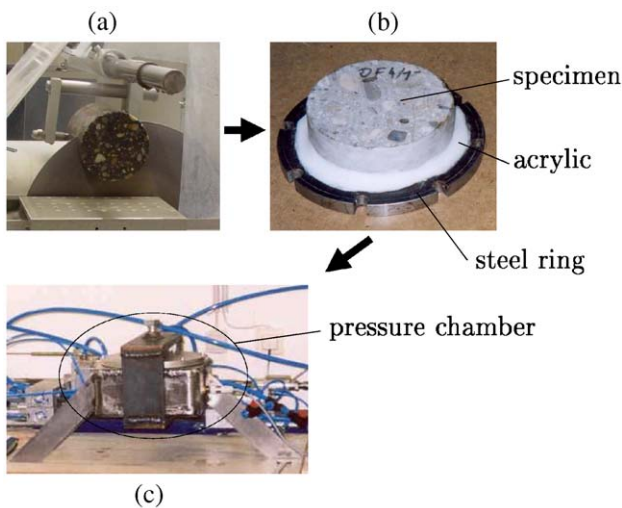 (a)
(b)
specimen
acrylic
steel ring
pressure chamber
(c)